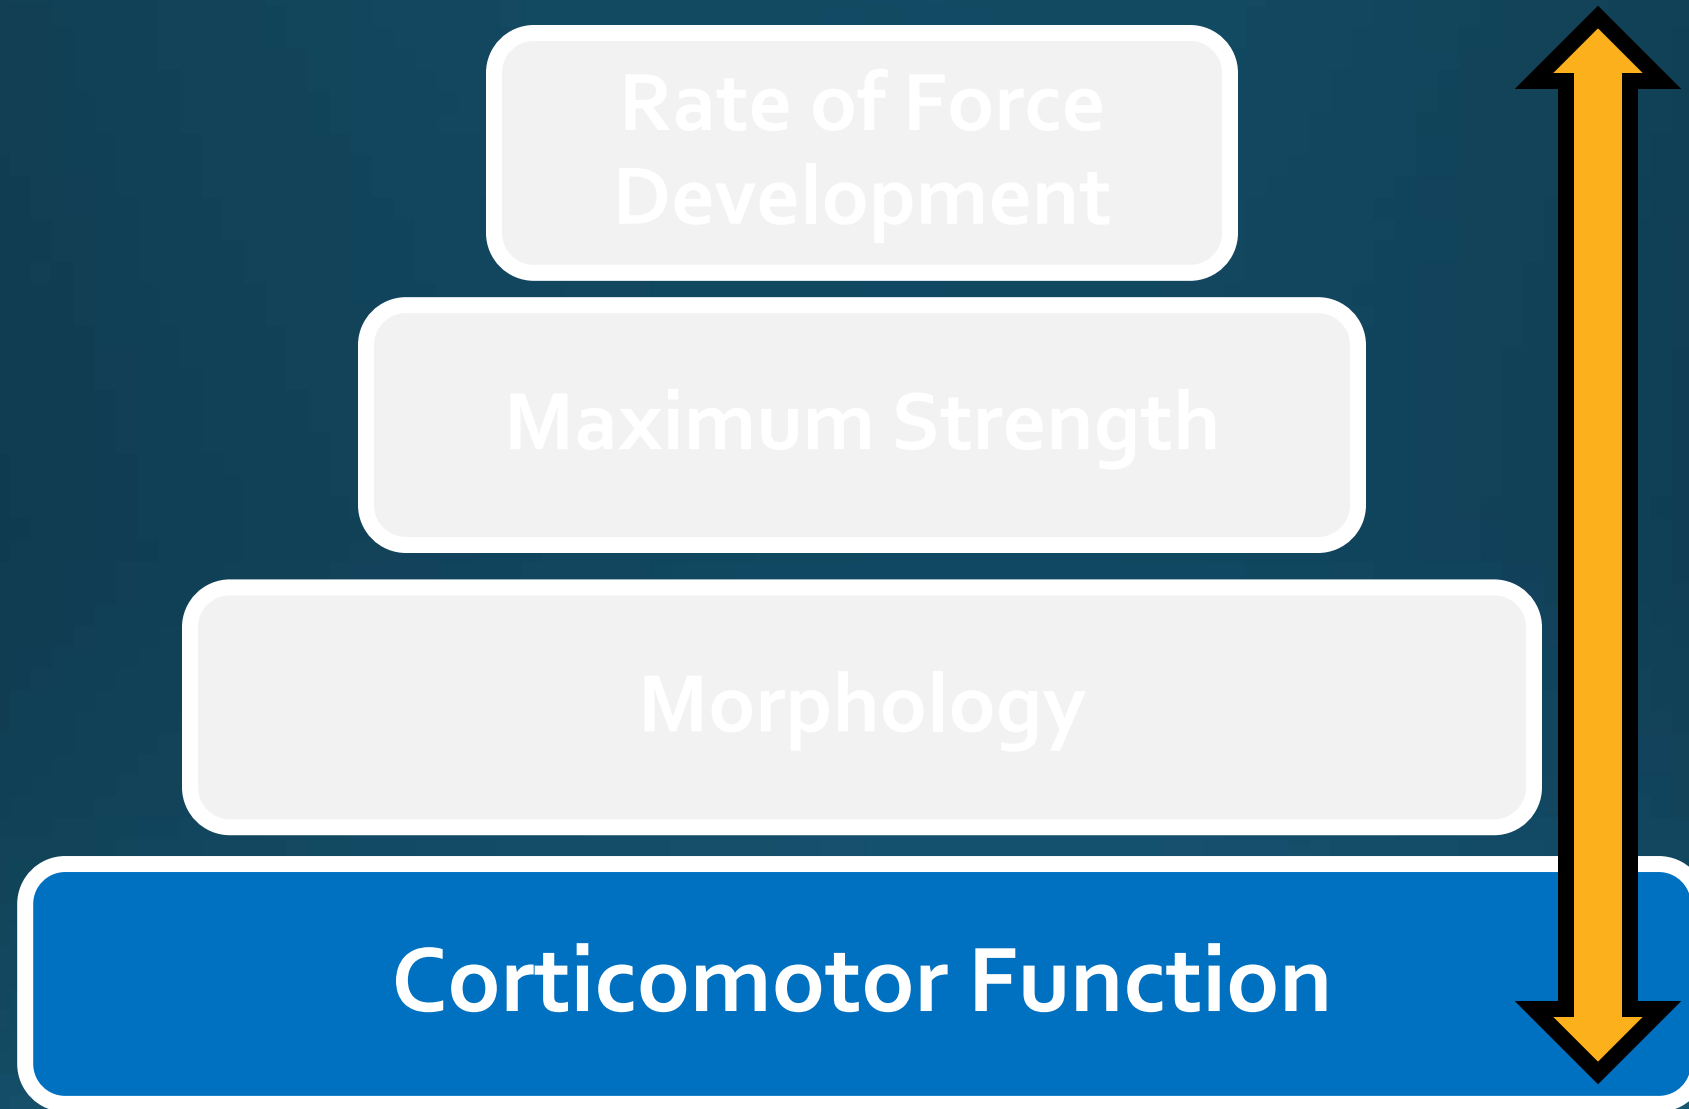 Rate of Force
Development
Maximum Strength
Morphology
Corticomotor Function